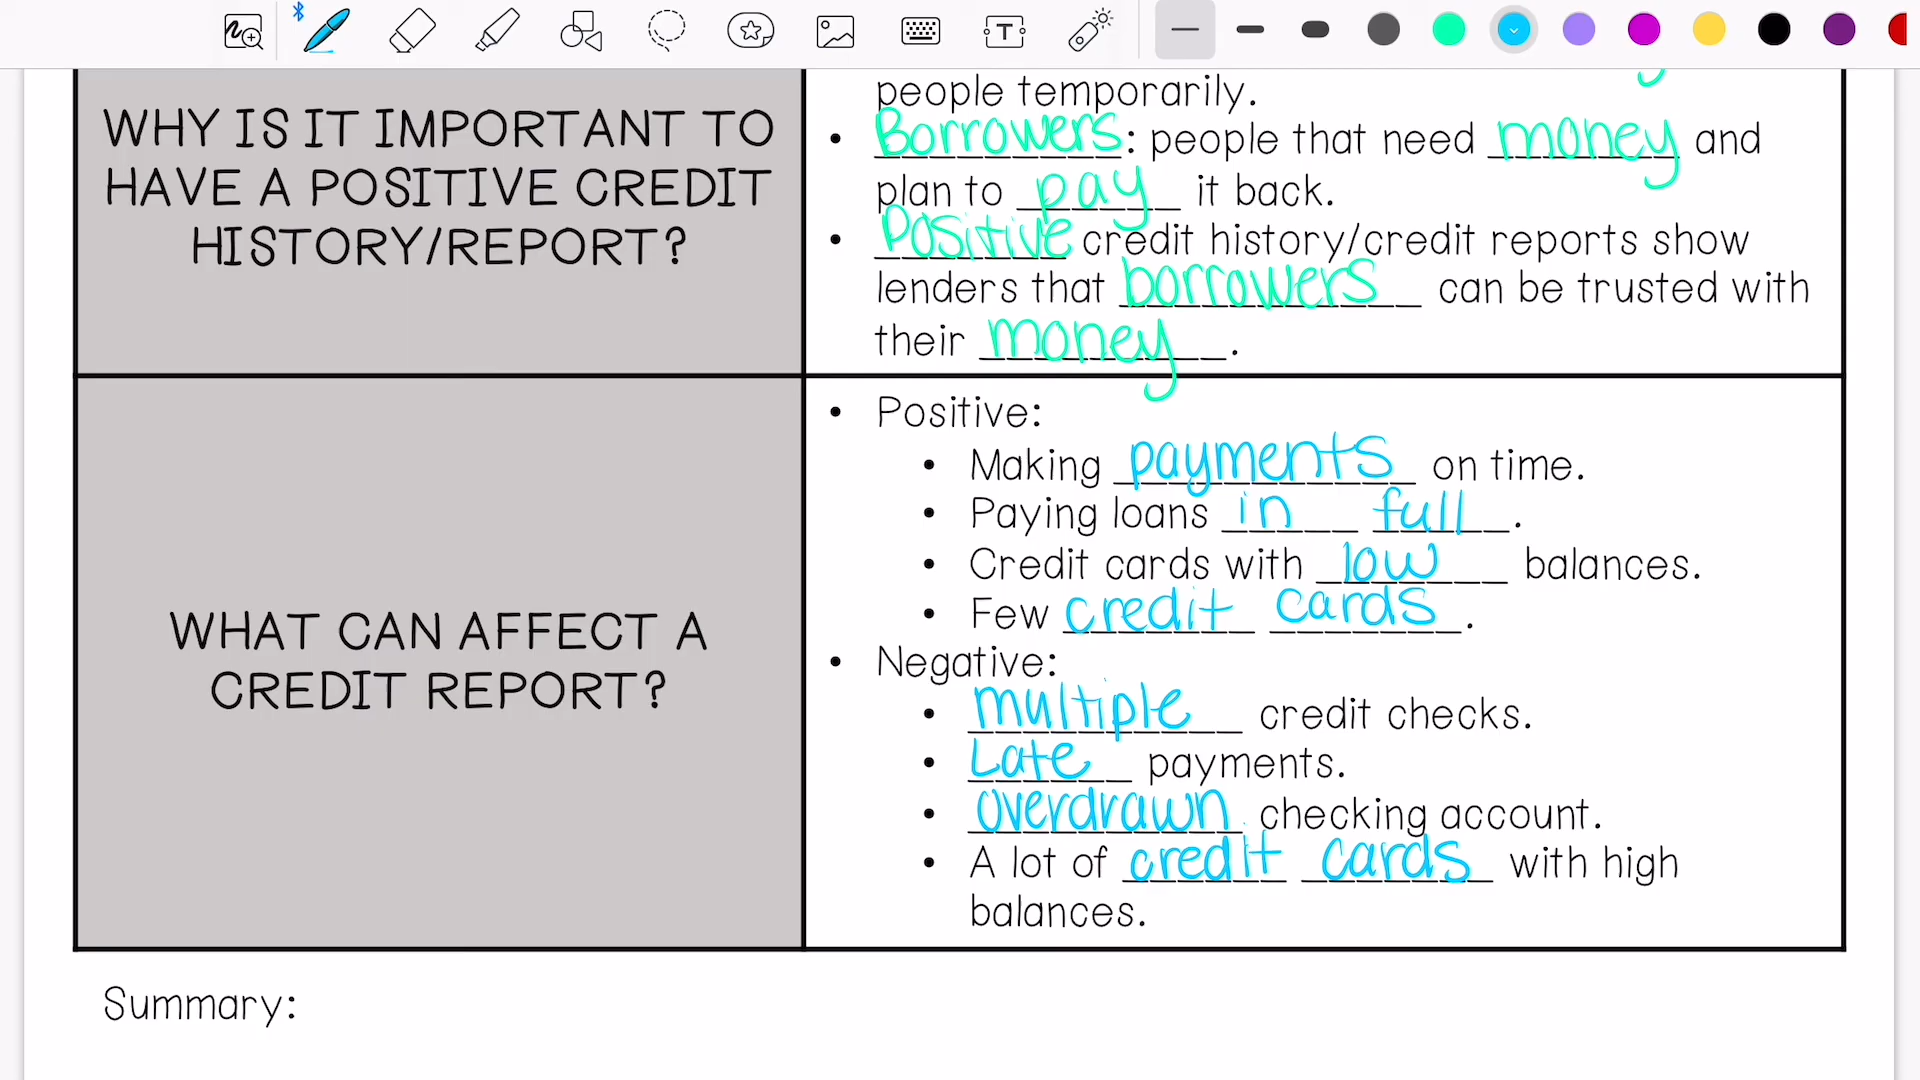 T
WHY IS IT IMPORTANT TO
HAVE A POSITIVE CREDIT
HISTORY/REPORT?
people temporarily.
• Borrowers: people that need money and
plan to pay it back.
• Positive credit history/credit reports show
lenders that borrowers can be trusted with
their money.
WHAT CAN AFFECT A
CREDIT REPORT?
• Positive:
• Making payments on time.
• Paying loans in full.
• Credit cards with low balances.
• Few credit cards.
• Negative:
• multiple credit checks.
• Late payments.
• overdrawn checking account.
• A lot of credit cards with high
balances.
Summary: